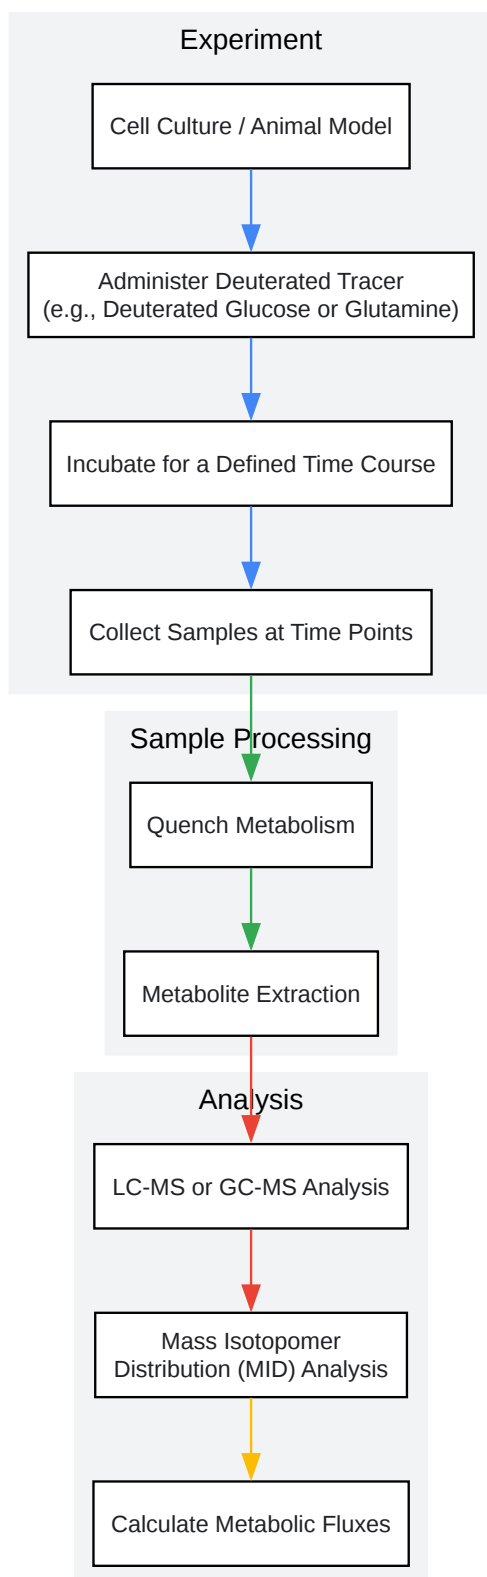 Experiment
Cell Culture / Animal Model
Administer Deuterated Tracer
(e.g., Deuterated Glucose or Glutamine)
Incubate for a Defined Time Course
Collect Samples at Time Points
Sample Processing
Quench Metabolism
Metabolite Extraction
Analysis
LC-MS or GC-MS Analysis
Mass Isotopomer
Distribution (MID) Analysis
Calculate Metabolic Fluxes